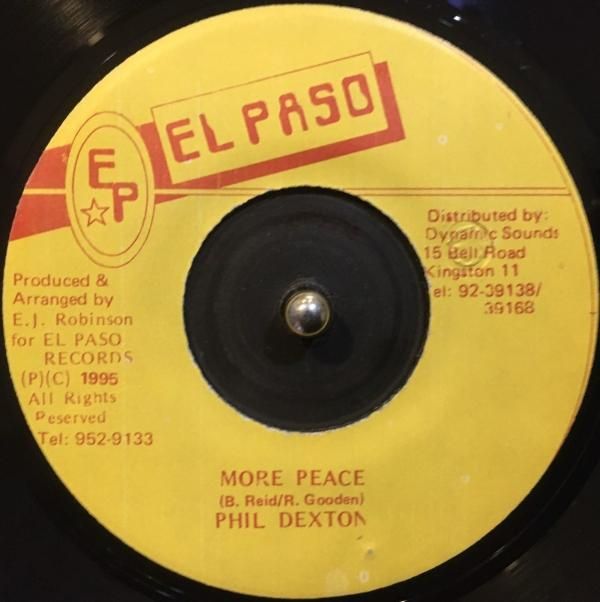 EL PASO
EP
Distributed by:
Dynamic Sounds
15 Bell Road
Kingston 11
Tel: 92-39138/
39168
Produced &
Arranged by
E.J. Robinson
for EL PASO
RECORDS
(P)(C) 1995
All Rights
Reserved
Tel: 952-9133
MORE PEACE
(B. Reid/R. Gooden)
PHIL DEXTON